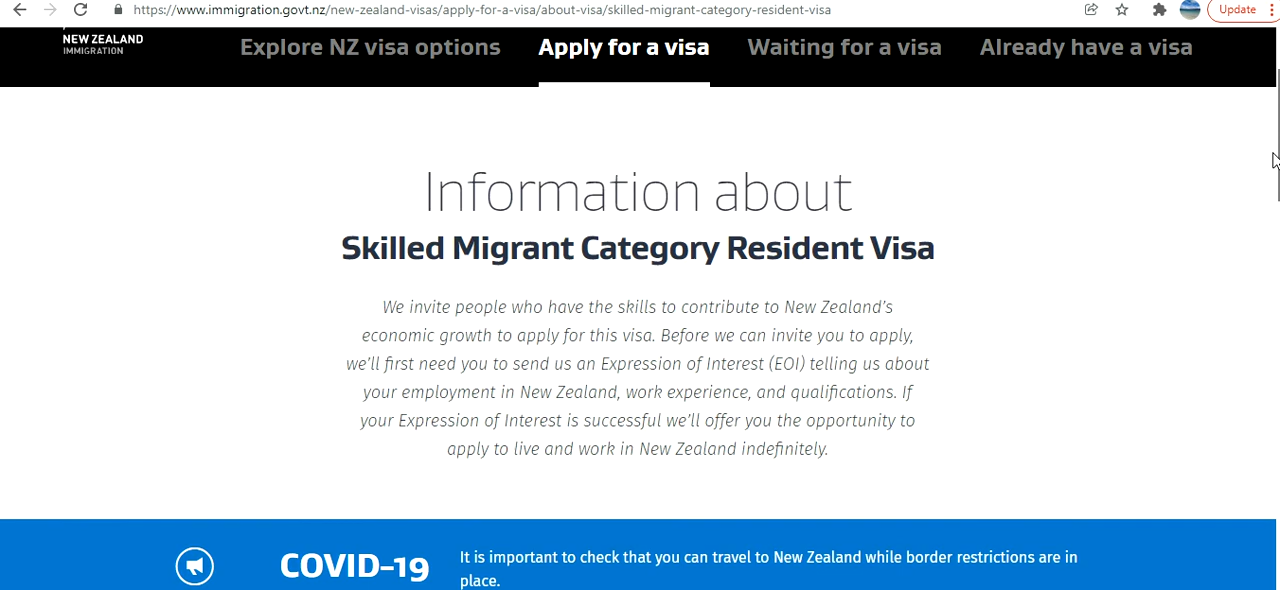 https://www.immigration.govt.nz/new-zealand-visas/apply-for-a-visa/about-visa/skilled-migrant-category-resident-visa
Update
NEW ZEALAND
IMMIGRATION
Explore NZ visa options
Apply for a visa
Waiting for a visa
Already have a visa
Information about
Skilled Migrant Category Resident Visa
We invite people who have the skills to contribute to New Zealand’s
economic growth to apply for this visa. Before we can invite you to apply,
we’ll first need you to send us an Expression of Interest (EOI) telling us about
your employment in New Zealand, work experience, and qualifications. If
your Expression of Interest is successful we’ll offer you the opportunity to
apply to live and work in New Zealand indefinitely.
COVID-19
It is important to check that you can travel to New Zealand while border restrictions are in
place.